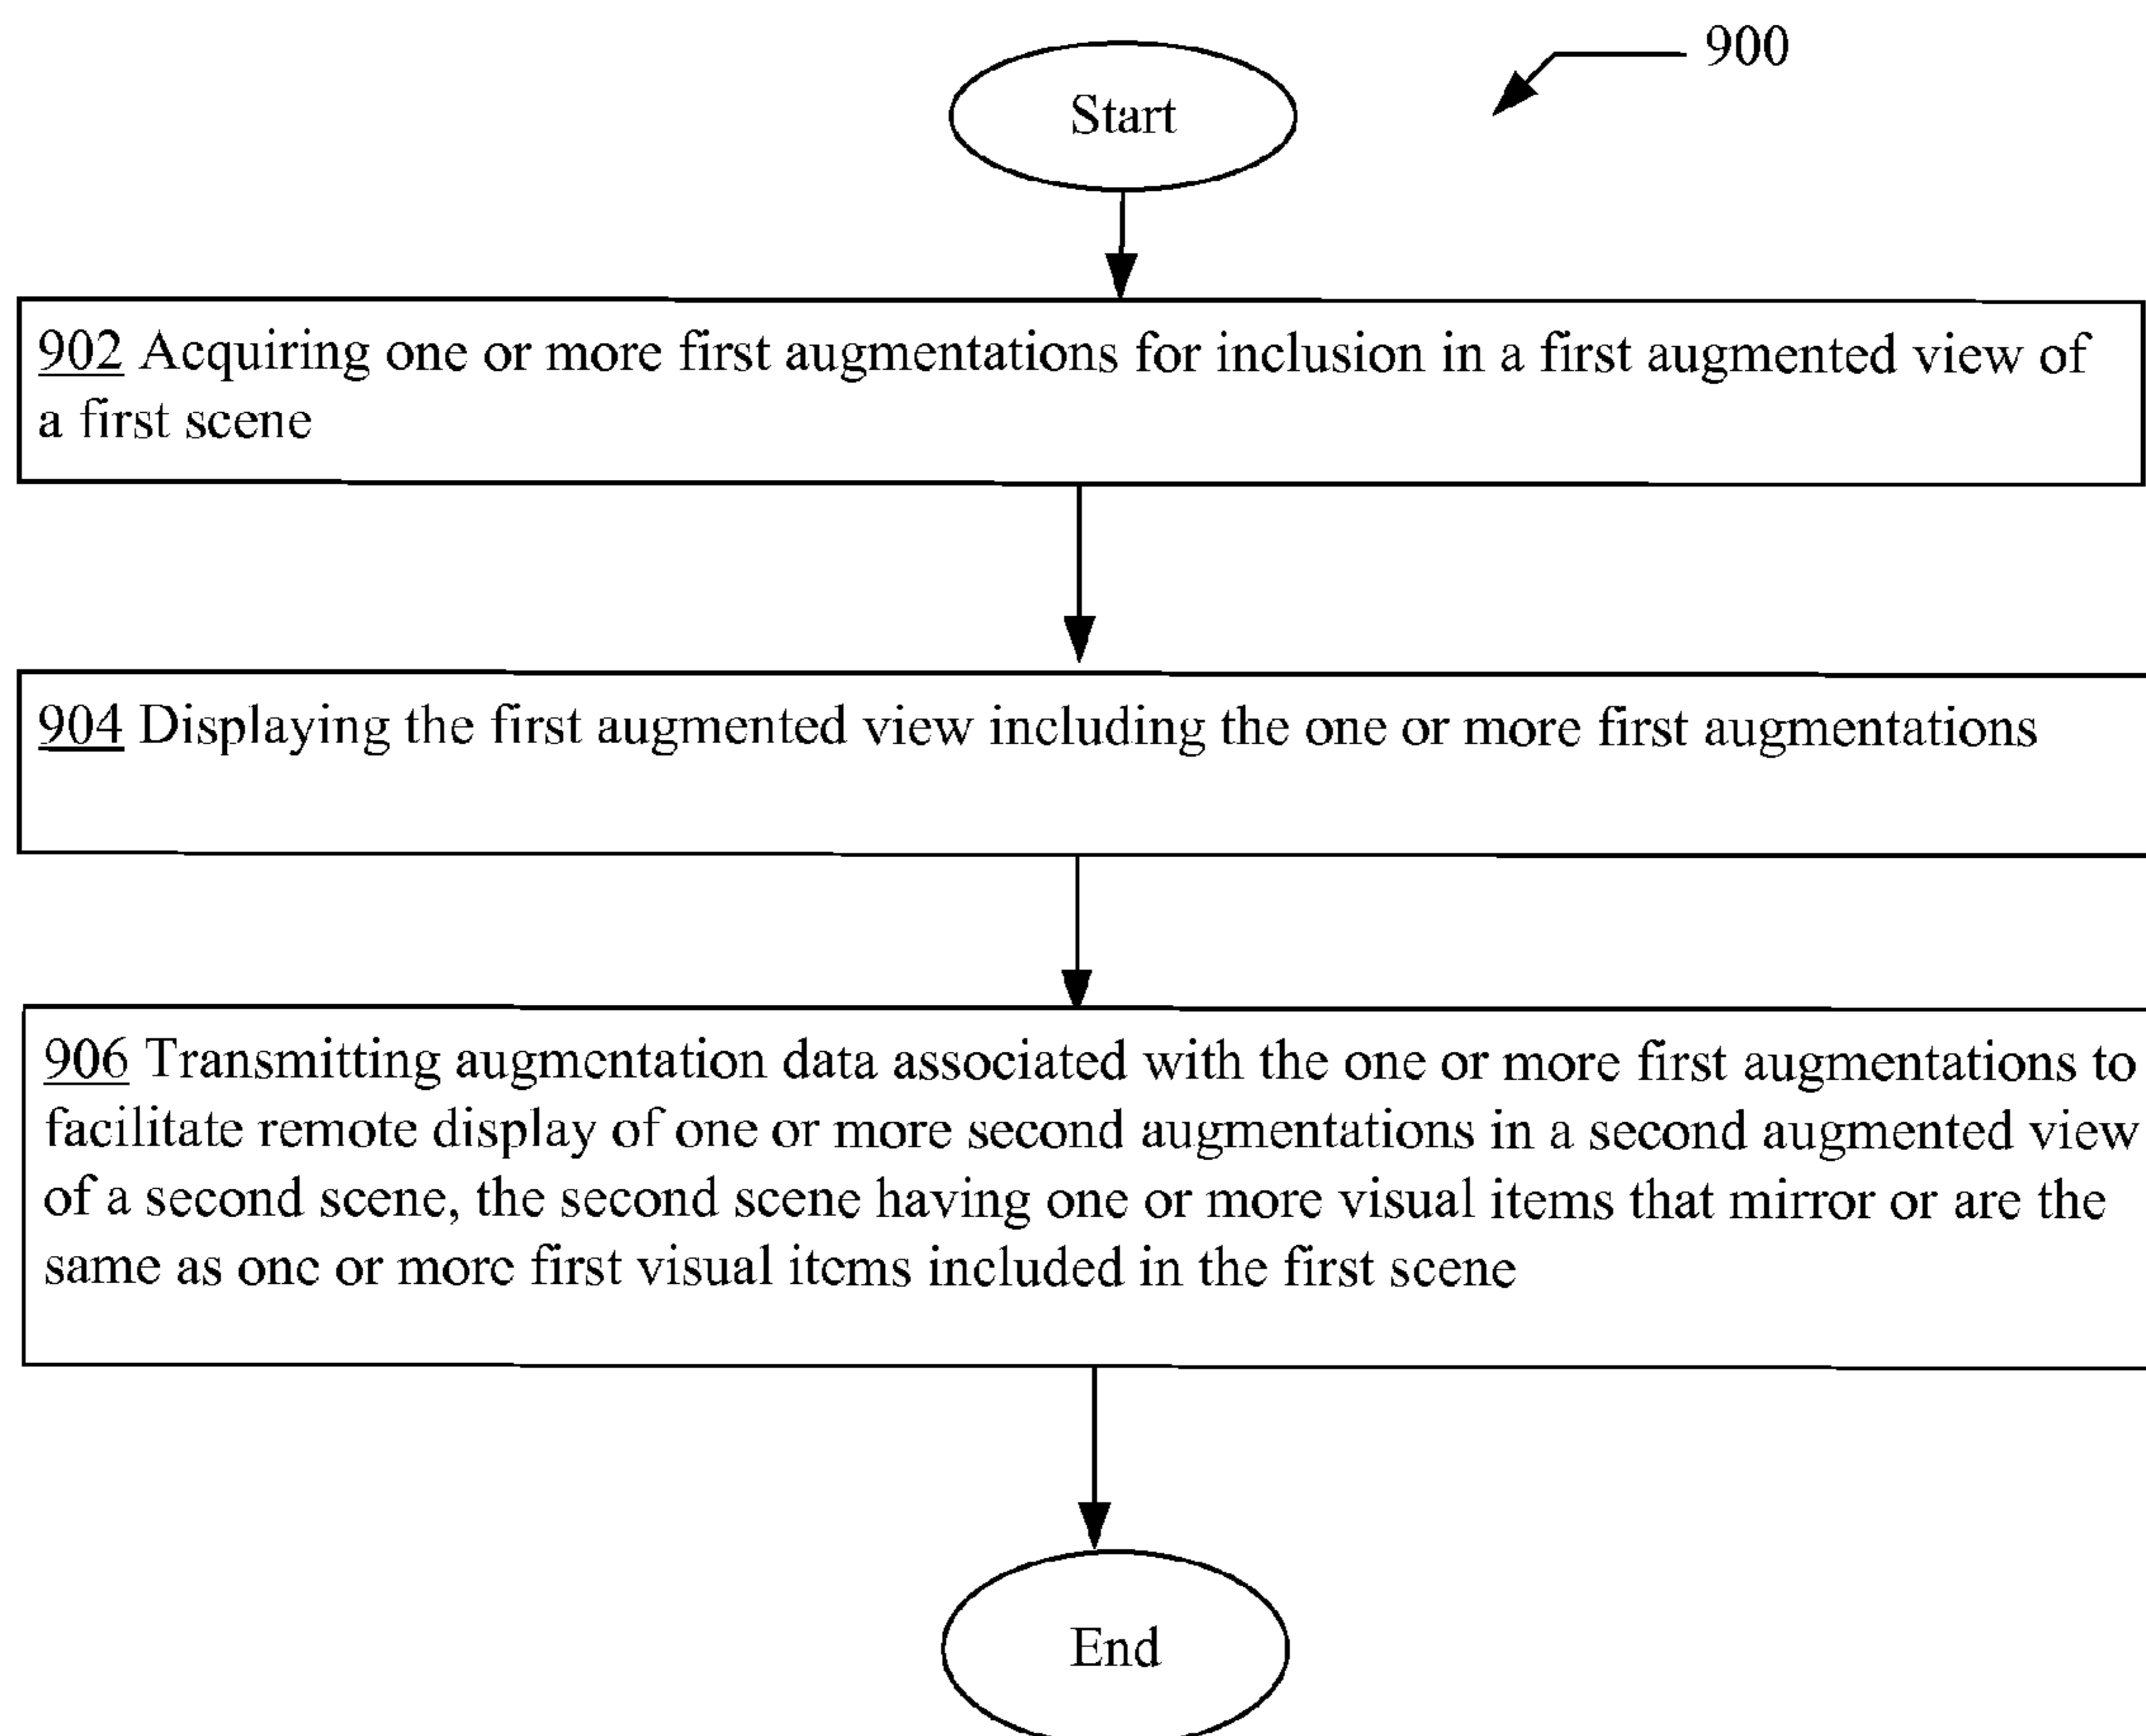 900
Start
902 Acquiring one or more first augmentations for inclusion in a first augmented view of
a first scene
904 Displaying the first augmented view including the one or more first augmentations
906 Transmitting augmentation data associated with the one or more first augmentations to
facilitate remote display of one or more second augmentations in a second augmented view
of a second scene, the second scene having one or more visual items that mirror or are the
same as one or more first visual items included in the first scene
End